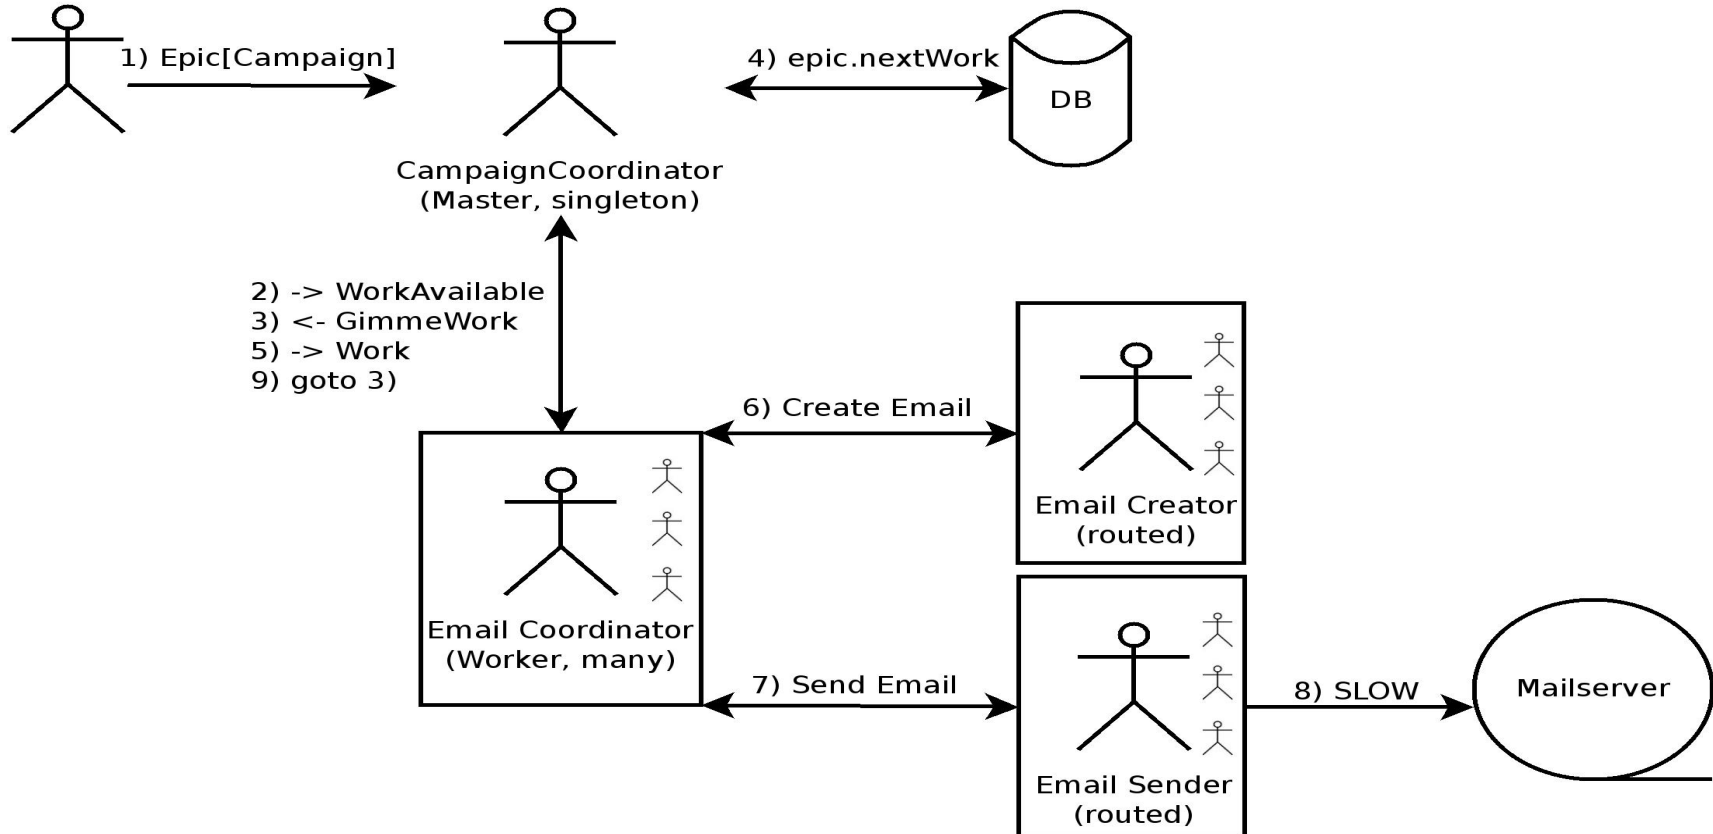 1) Epic[Campaign]
4) epic.nextWork
DB
CampaignCoordinator
(Master, singleton)
2) -> WorkAvailable
3) <- GimmeWork
5) -> Work
9) goto 3)
6) Create Email
Email Creator
(routed)
Email Coordinator
(Worker, many)
7) Send Email
8) SLOW
Mailserver
Email Sender
(routed)